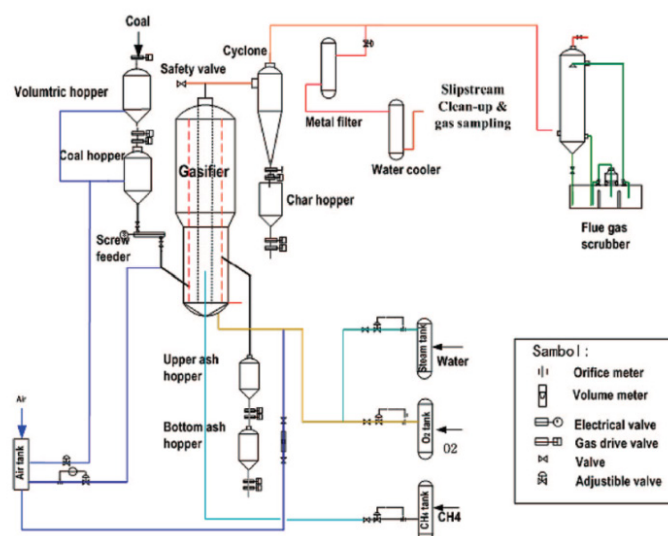 Coal
Volumtric hopper
Coal hopper
Screw
feeder
Safety valve
Cyclone
Gasifier
Char hopper
Metal filter
Water cooler
Slipstream
Clean-up &
gas sampling
Flue gas
scrubber
Upper ash
hopper
Bottom ash
hopper
Air
Air tank
Steam tank
Water
O₂ tank
O2
CH₄ tank
CH4
Sambol:
Orifice meter
Volume meter
Electrical valve
Gas drive valve
Valve
Adjustible valve